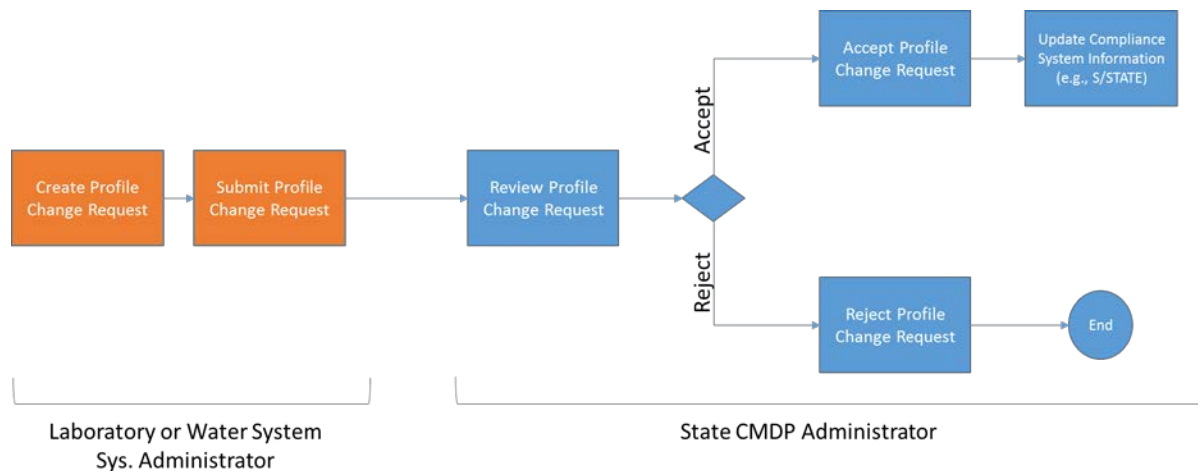 Create Profile
Change Request
Submit Profile
Change Request
Review Profile
Change Request
Accept
Reject
Accept Profile
Change Request
Update Compliance
System Information
(e.g., S/STATE)
Reject Profile
Change Request
End
Laboratory or Water System
Sys. Administrator
State CMDP Administrator